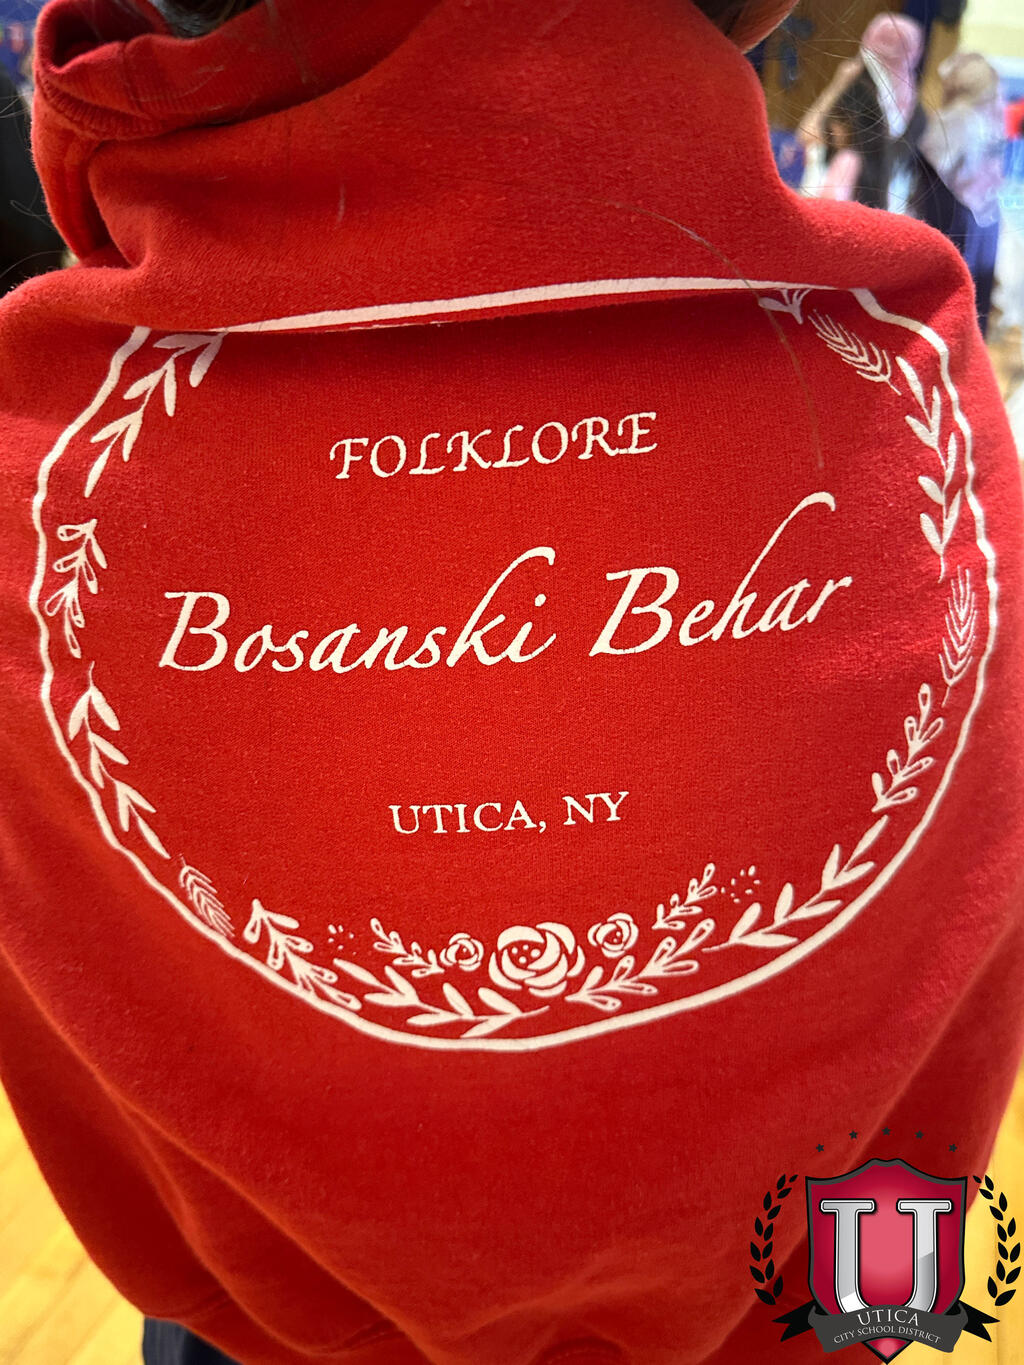 FOLKLORE
Bosanski Behar
UTICA, NY
U
UTICA
CITY SCHOOL DISTRICT